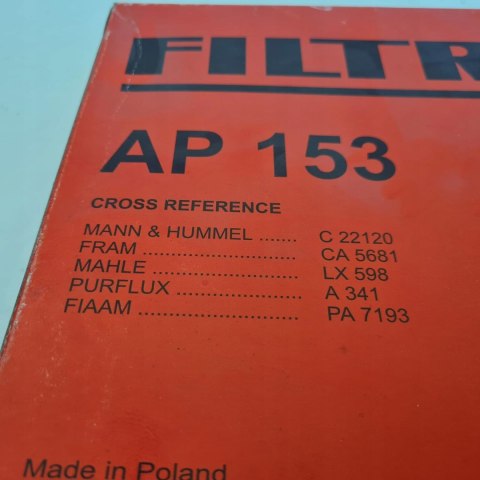 FILTR
AP 153
CROSS REFERENCE
MANN & HUMMEL ....... C 22120
FRAM ............................ CA 5681
MAHLE ........................... LX 598
PURFLUX ....................... A 341
FIAAM ............................. PA 7193
Made in Poland